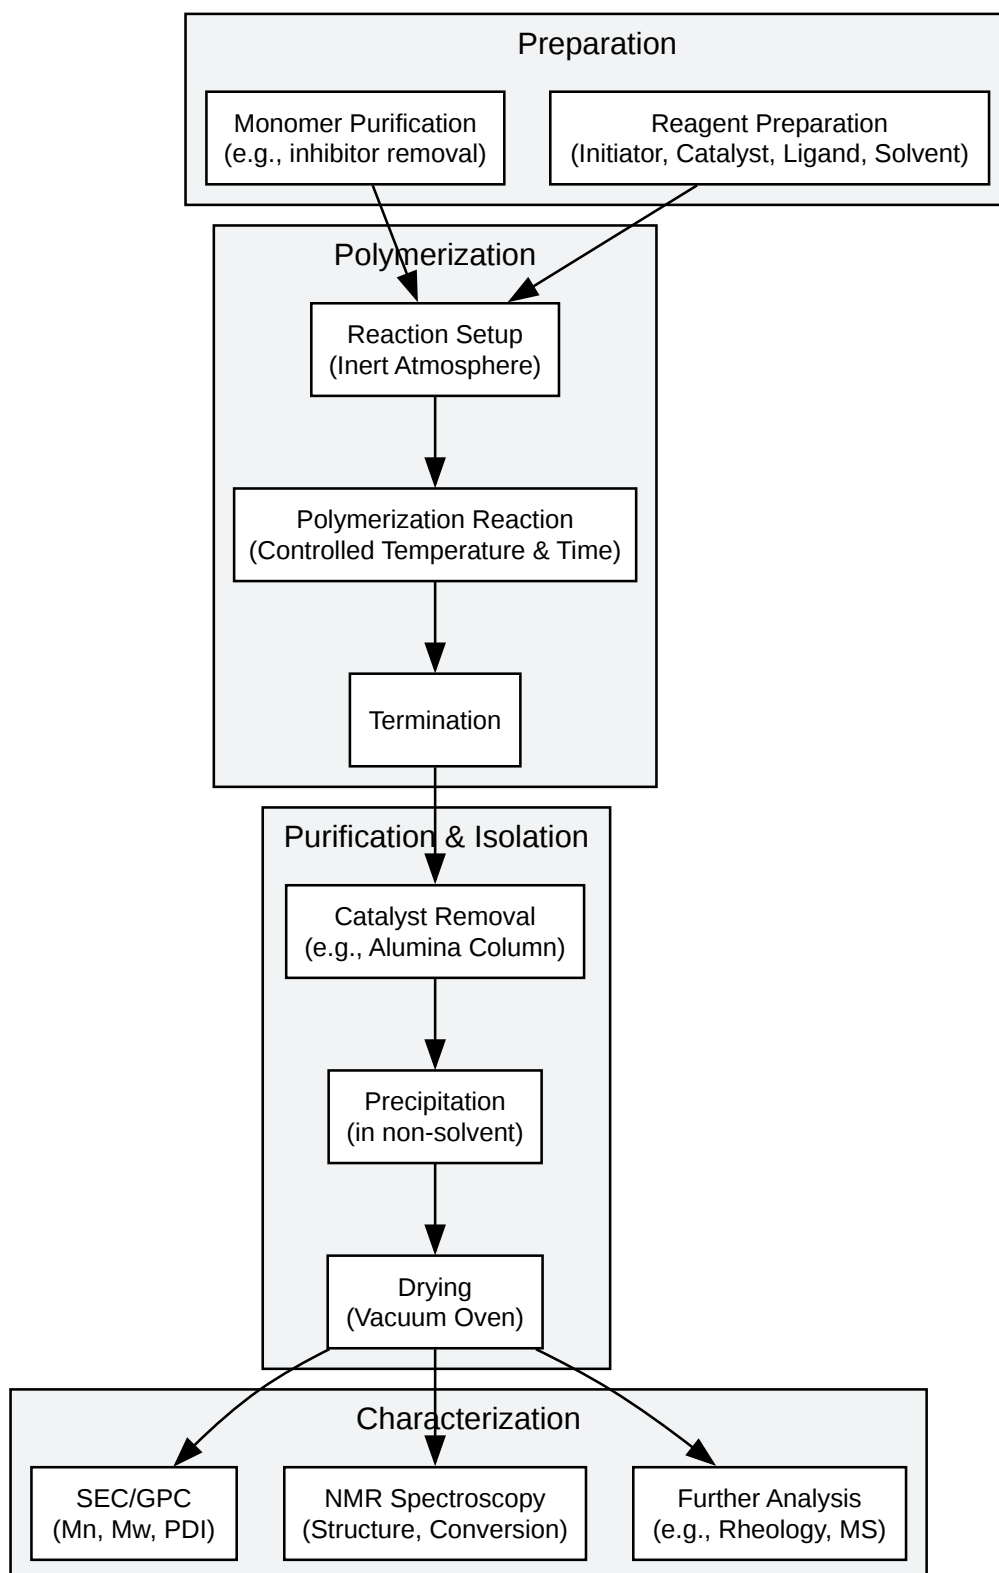 Preparation
Monomer Purification
(e.g., inhibitor removal)
Reagent Preparation
(Initiator, Catalyst, Ligand, Solvent)
Polymerization
Reaction Setup
(Inert Atmosphere)
Polymerization Reaction
(Controlled Temperature & Time)
Termination
Purification & Isolation
Catalyst Removal
(e.g., Alumina Column)
Precipitation
(in non-solvent)
Drying
(Vacuum Oven)
Characterization
SEC/GPC
(Mn, Mw, PDI)
NMR Spectroscopy
(Structure, Conversion)
Further Analysis
(e.g., Rheology, MS)